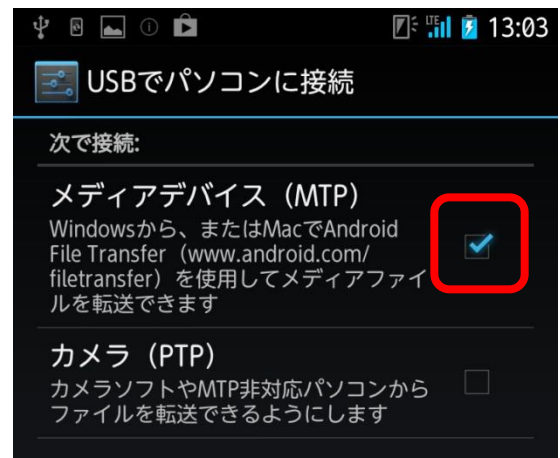 LTE 13:03
USBでパソコンに接続
次で接続:
メディアデバイス（MTP）
Windowsから、またはMacでAndroid
File Transfer（www.android.com/
filetransfer）を使用してメディアファイ
ルを転送できます
カメラ（PTP）
カメラソフトやMTP非対応パソコンから
ファイルを転送できるようにします